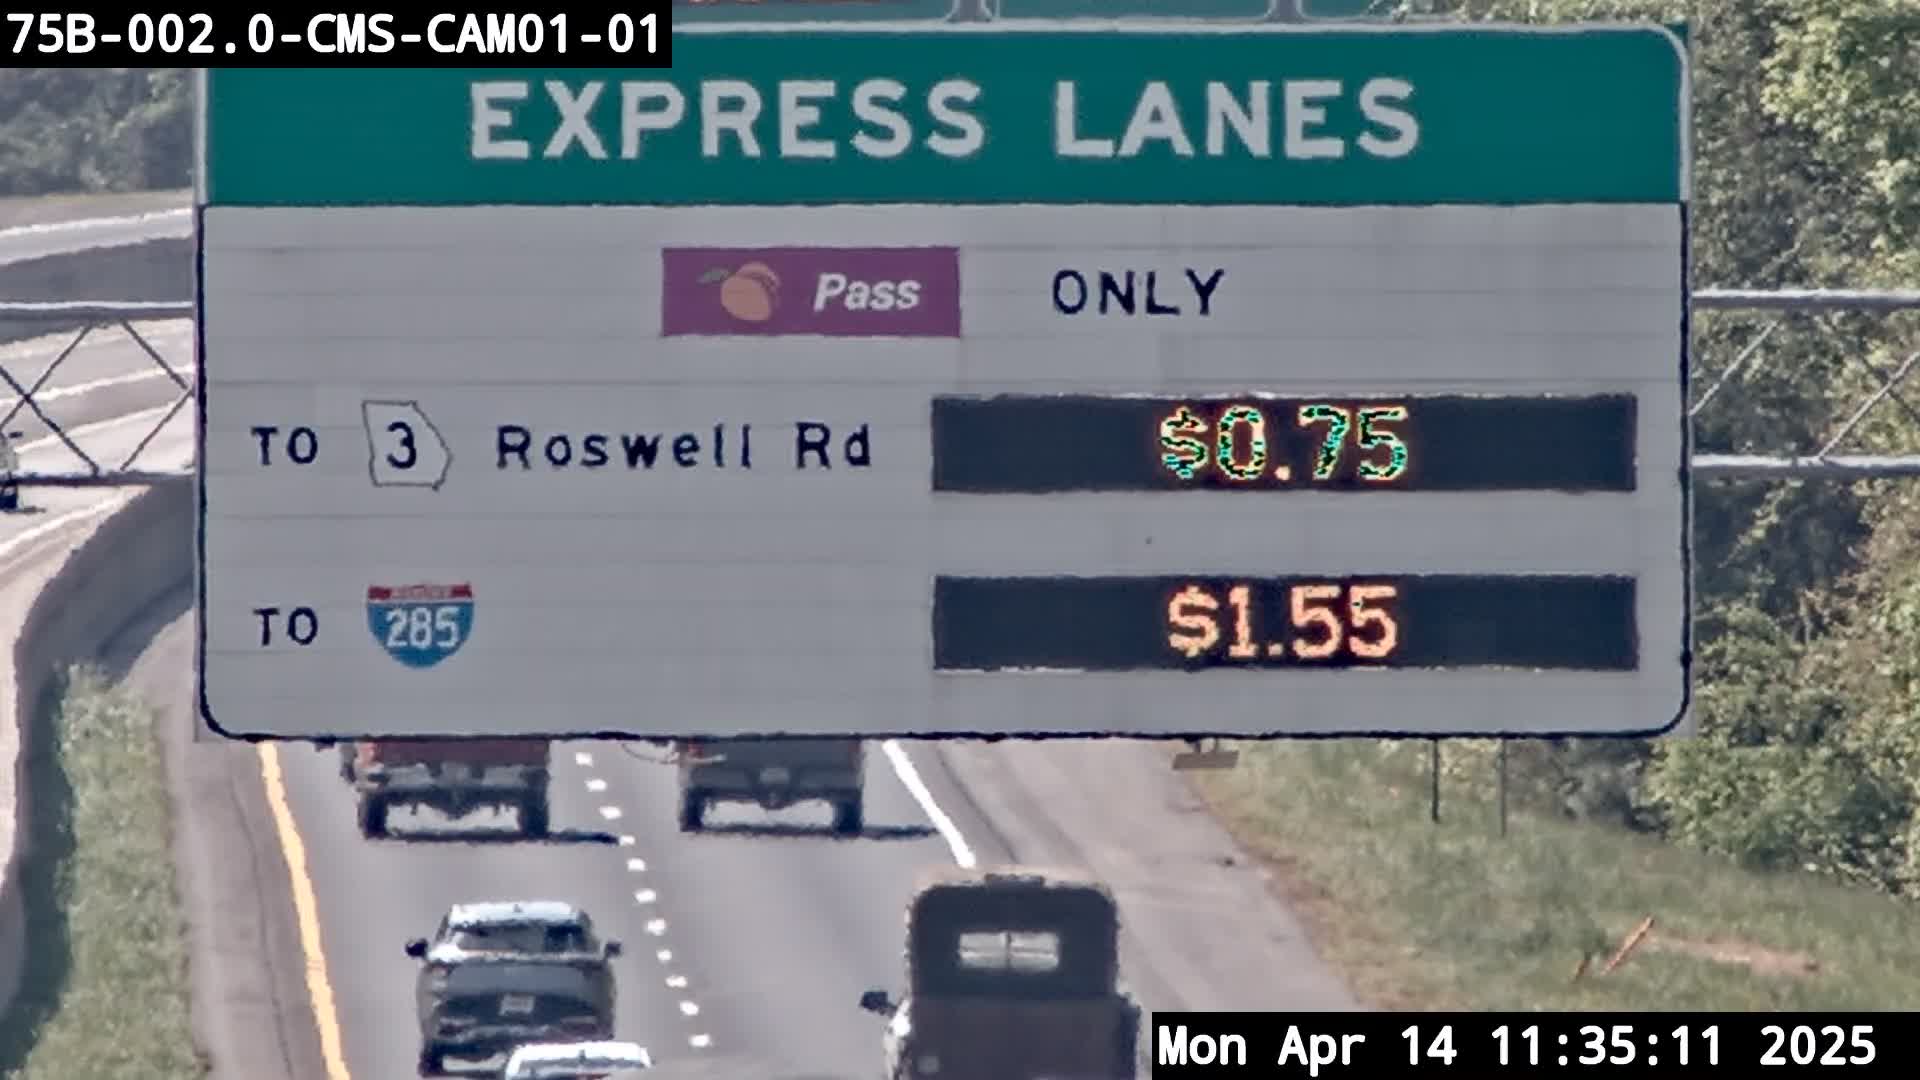 75B-002.0-CMS-CAM01-01
EXPRESS LANES
Pass ONLY
TO 3 Roswell Rd $0.75
TO 285 $1.55
Mon Apr 14 11:35:11 2025